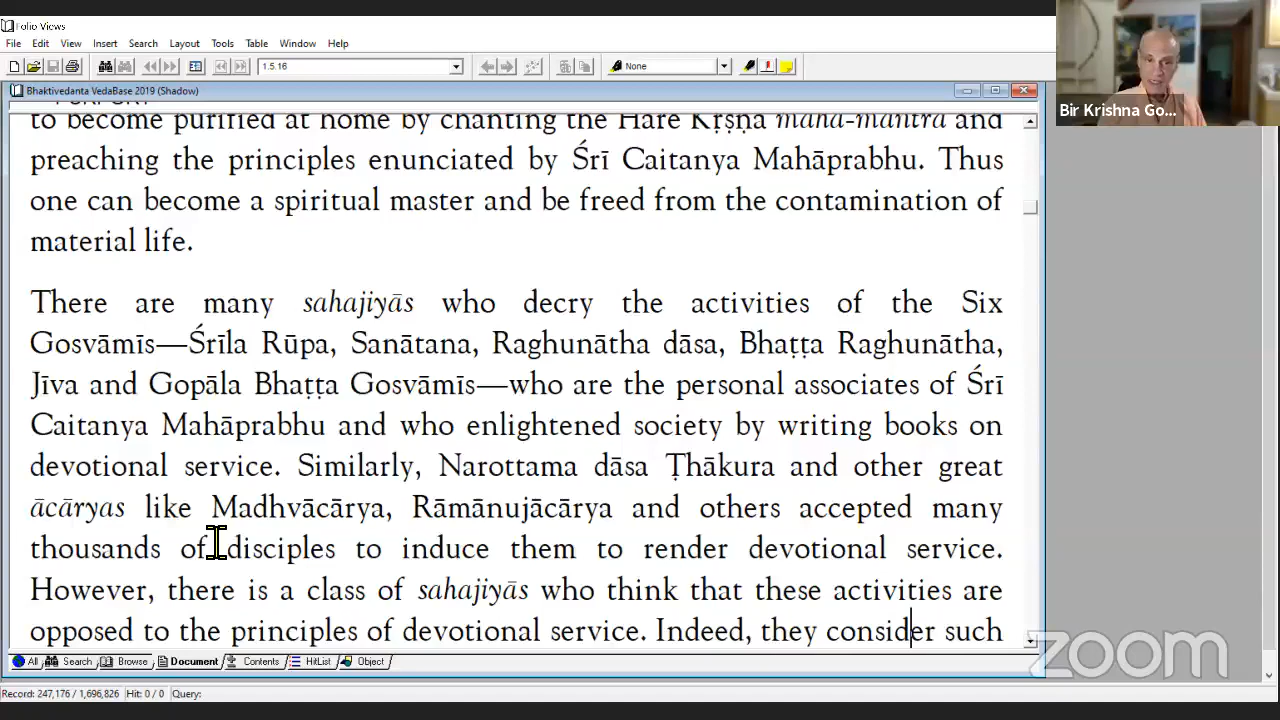 Folio Views
File Edit View Insert Search Layout Tools Table Window Help
1.5.16
None
Bhaktivedanta VedaBase 2019 (Shadow)
PURPORT
to become purified at home by chanting the Hare Kṛṣṇa mahā-mantra and
preaching the principles enunciated by Śrī Caitanya Mahāprabhu. Thus
one can become a spiritual master and be freed from the contamination of
material life.
There are many sahajiyās who decry the activities of the Six
Gosvāmīs—Śrīla Rūpa, Sanātana, Raghunātha dāsa, Bhaṭṭa Raghunātha,
Jīva and Gopāla Bhaṭṭa Gosvāmīs—who are the personal associates of Śrī
Caitanya Mahāprabhu and who enlightened society by writing books on
devotional service. Similarly, Narottama dāsa Ṭhākura and other great
ācāryas like Madhvācārya, Rāmānujācārya and others accepted many
thousands of disciples to induce them to render devotional service.
However, there is a class of sahajiyās who think that these activities are
opposed to the principles of devotional service. Indeed, they consider such
All Search Browse Document Contents HitList Object
Record: 247,176 / 1,696,826 Hit: 0 / 0 Query:
Bir Krishna Go...
zoom